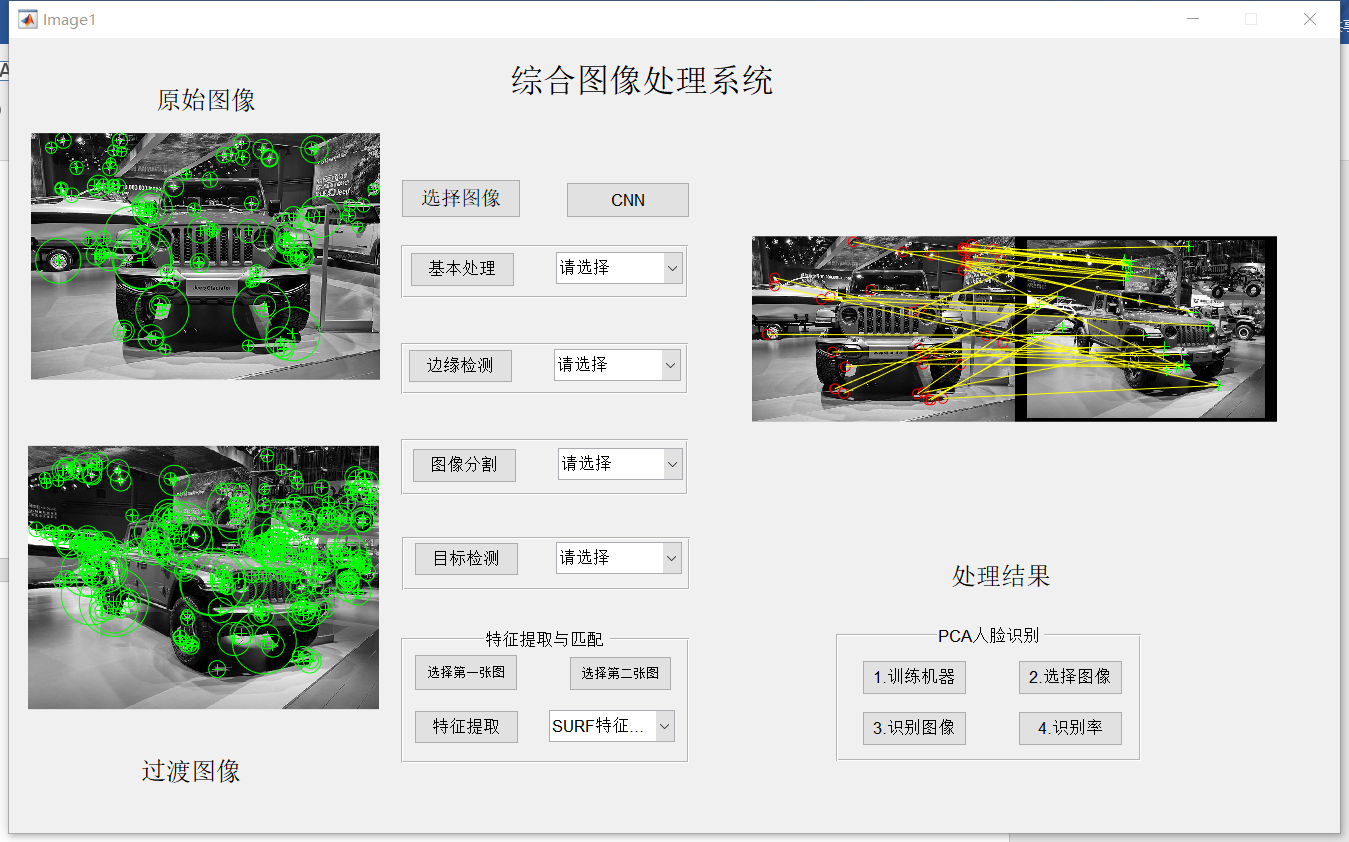 Image1
综合图像处理系统
原始图像
选择图像
CNN
基本处理
请选择
边缘检测
请选择
图像分割
请选择
目标检测
请选择
特征提取与匹配
选择第一张图
选择第二张图
特征提取
SURF特征...
过渡图像
处理结果
PCA人脸识别
1.训练机器
2.选择图像
3.识别图像
4.识别率